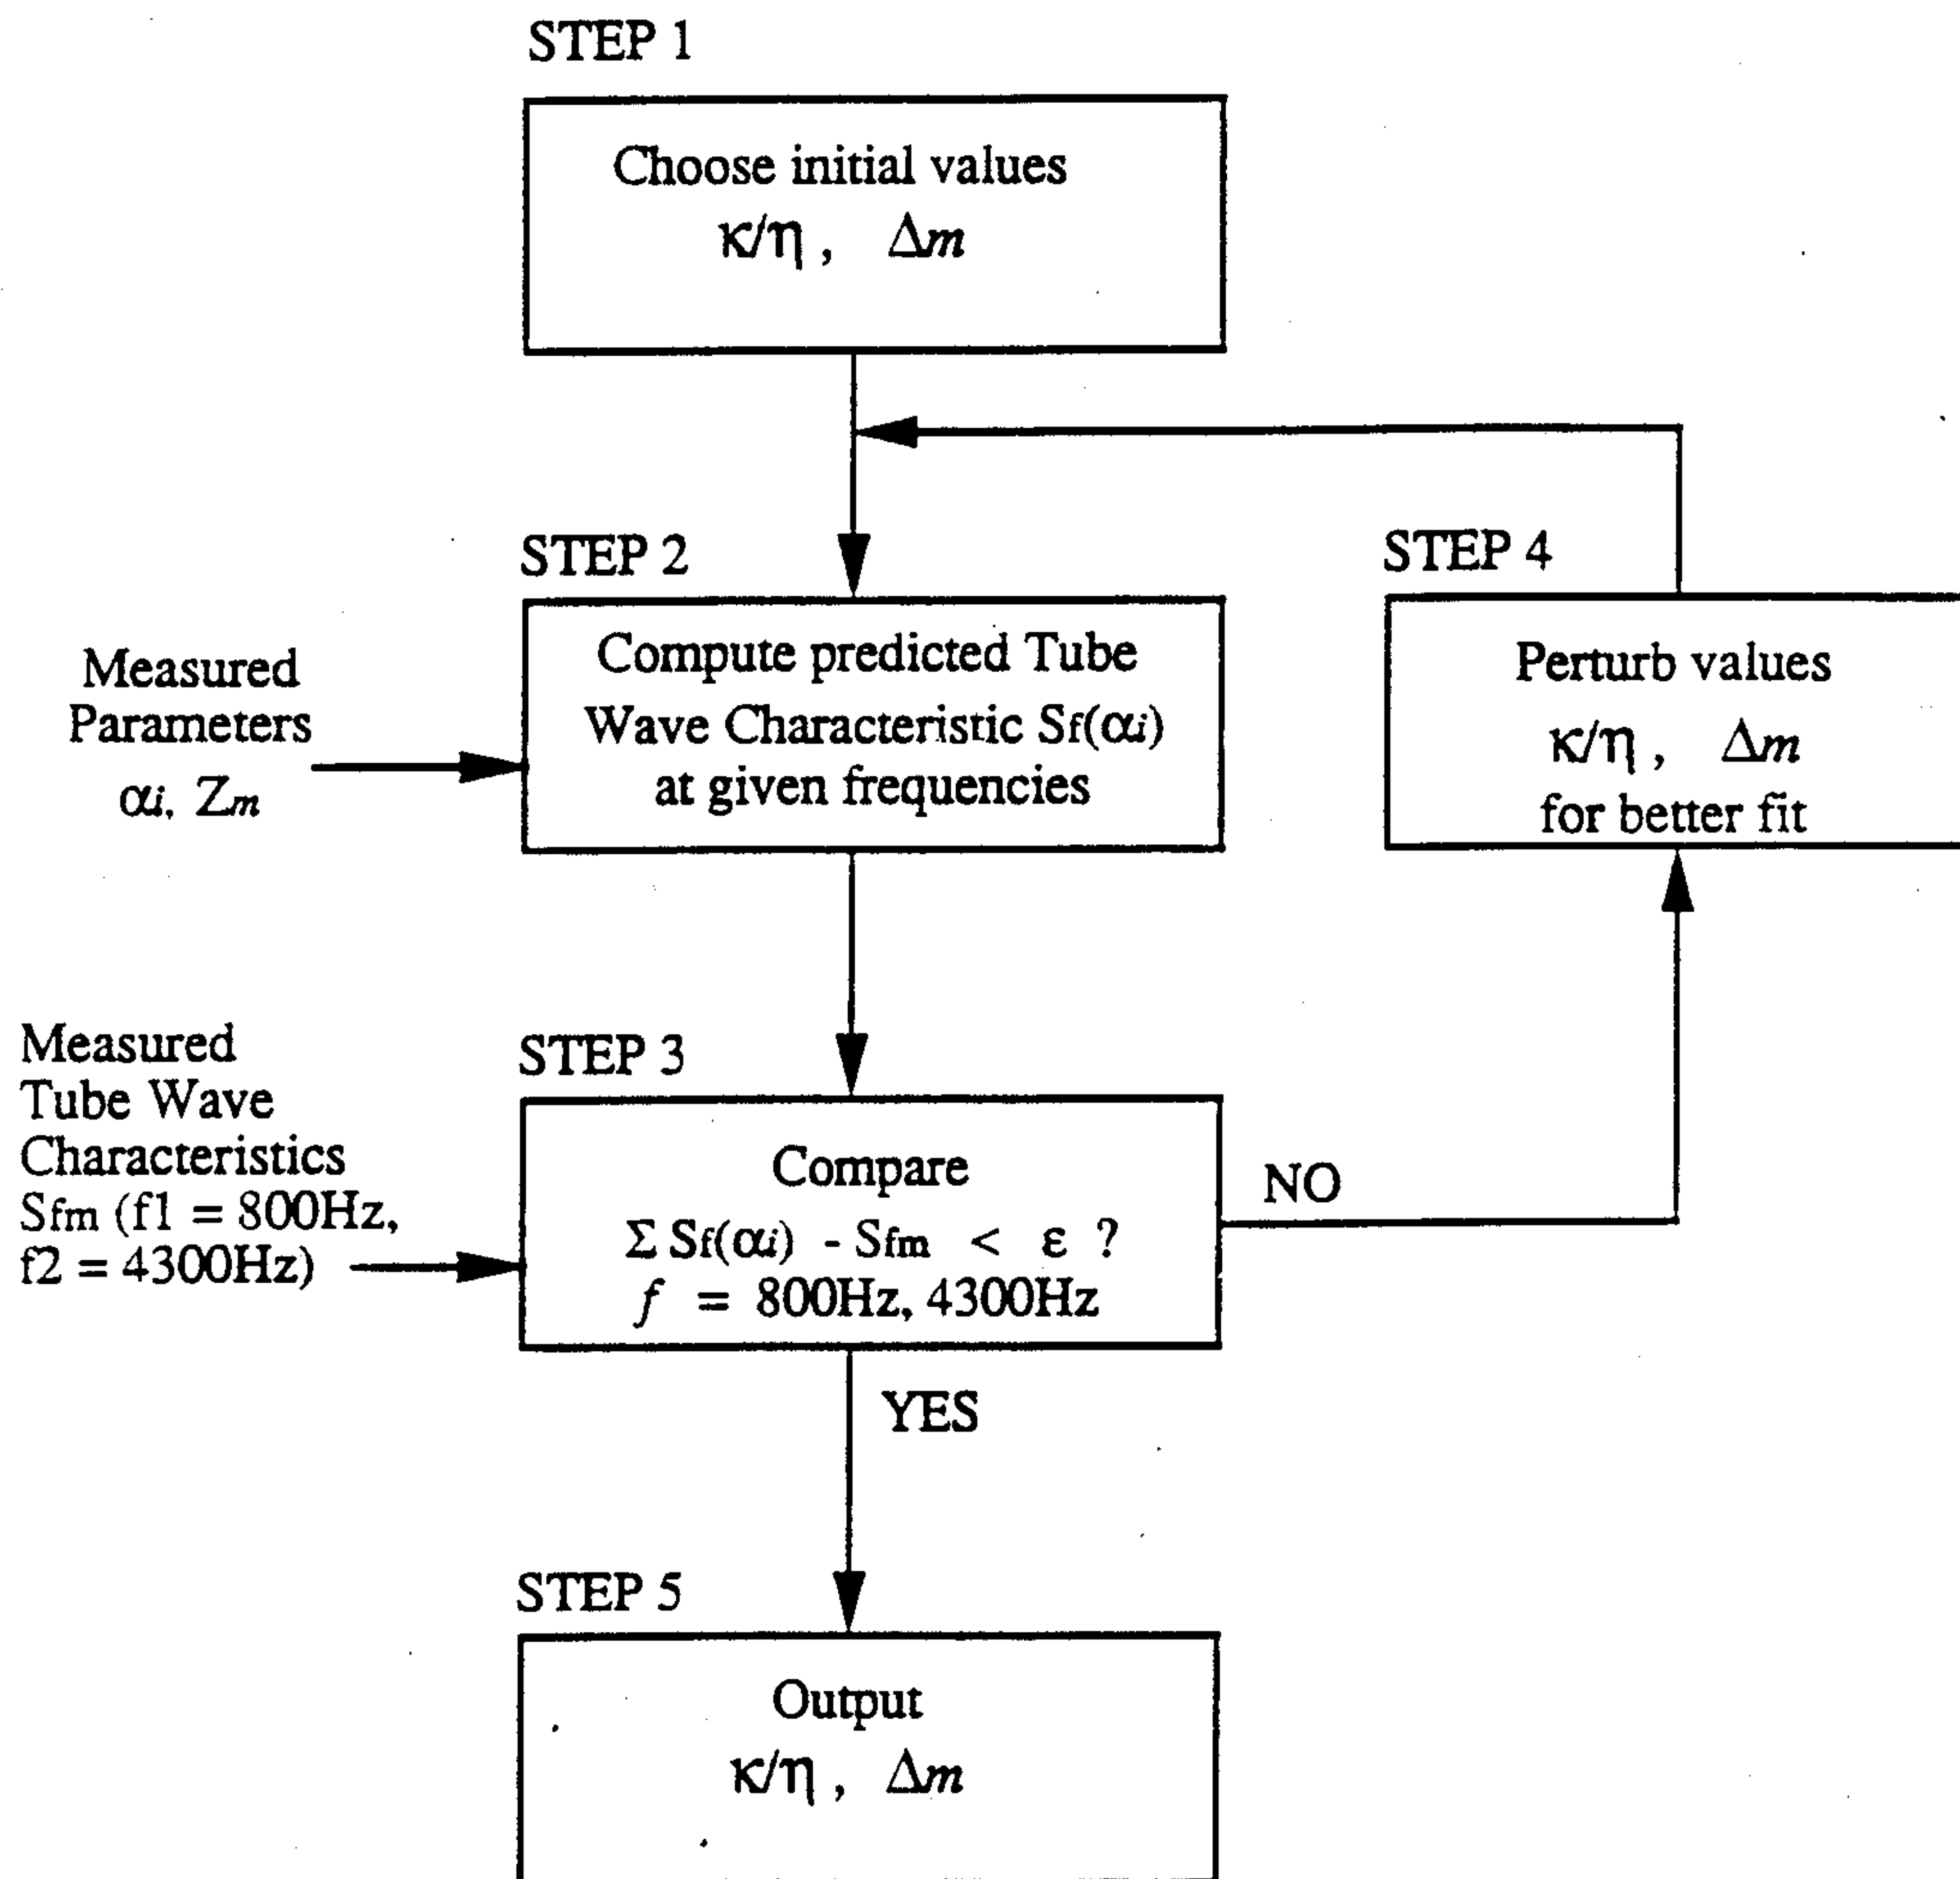 STEP 1
Choose initial values
κ/η , Δm
STEP 2
Measured
Parameters
αi, Zm
Compute predicted Tube
Wave Characteristic Sf(αi)
at given frequencies
STEP 4
Perturb values
κ/η , Δm
for better fit
Measured
Tube Wave
Characteristics
Sfm (f1 = 800Hz,
f2 = 4300Hz)
STEP 3
Compare
Σ Sf(αi) - Sfm < ε ?
f = 800Hz, 4300Hz
NO
YES
STEP 5
Output
κ/η , Δm